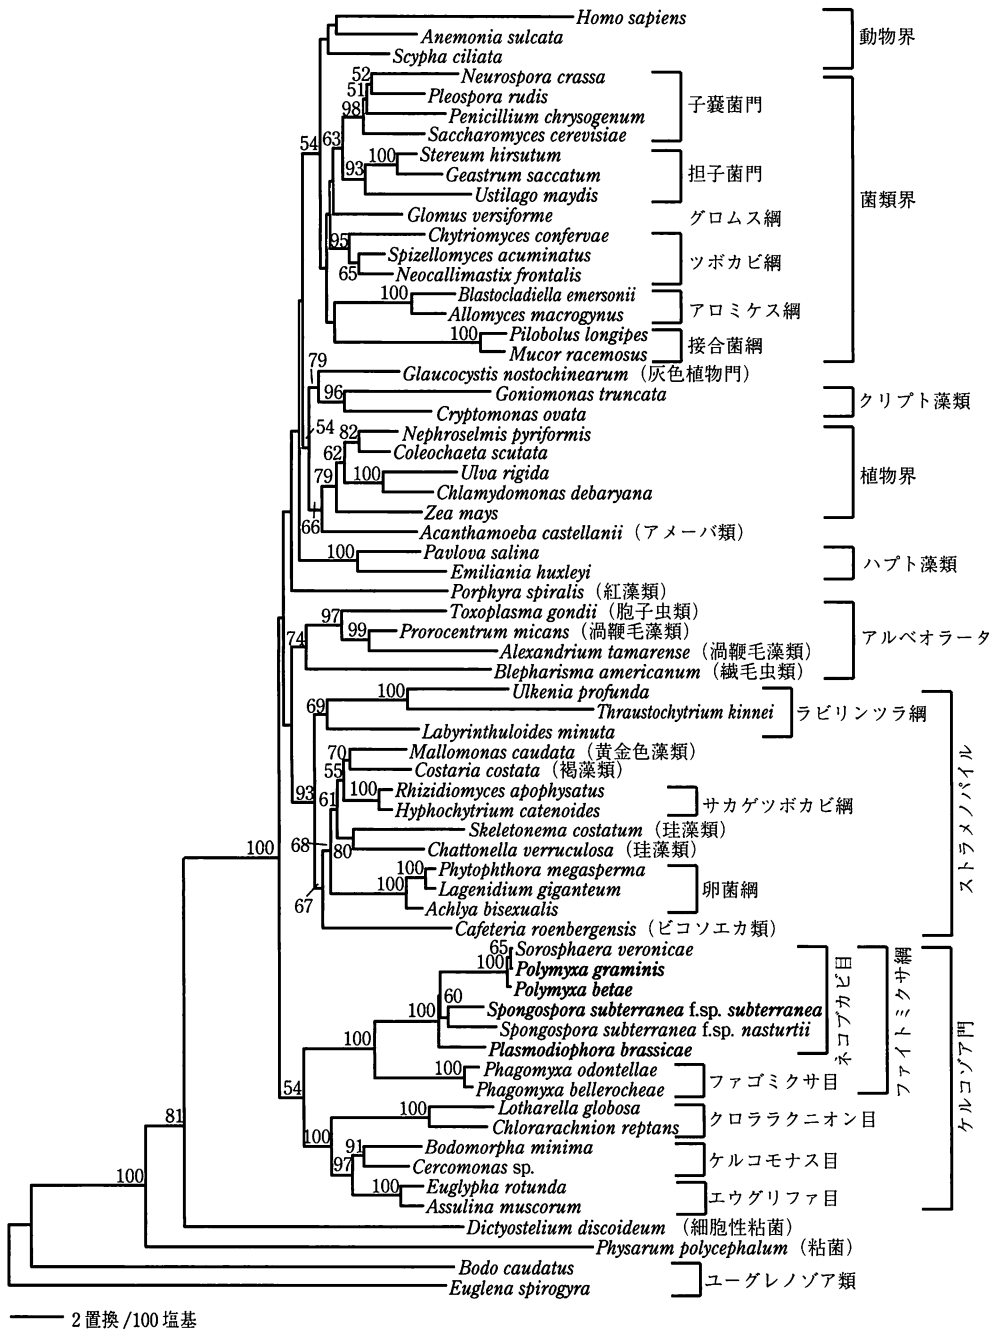 Homo sapiens
Anemonia sulcata
動物界
Scypha ciliata
52
Neurospora crassa
51
Pleospora rudis
子嚢菌門
98
Penicillium chrysogenum
Saccharomyces cerevisiae
54
63
100
Stereum hirsutum
93
Geastrum saccatum
担子菌門
Ustilago maydis
菌類界
Glomus versiforme
グロムス綱
95
Chytriomyces confervae
Spizellomyces acuminatus
ツボカビ綱
65
Neocallimastix frontalis
100
Blastocladiella emersonii
Allomyces macrogynus
アロミケス綱
100
Pilobolus longipes
接合菌綱
Mucor racemosus
79
Glaucocystis nostochinearum (灰色植物門)
96
Goniomonas truncata
クリプト藻類
Cryptomonas ovata
54
82
Nephroselmis pyriformis
62
Coleochaeta scutata
79
100
Ulva rigida
植物界
Chlamydomonas debaryana
Zea mays
66
Acanthamoeba castellanii (アメーバ類)
100
Pavlova salina
ハプト藻類
Emiliania huxleyi
Porphyra spiralis (紅藻類)
97
Toxoplasma gondii (胞子虫類)
74
99
Prorocentrum micans (渦鞭毛藻類)
アルベオラータ
Alexandrium tamarense (渦鞭毛藻類)
Blepharisma americanum (繊毛虫類)
100
Ulkenia profunda
69
Thraustochytrium kinnei
ラビリンツラ綱
Labyrinthuloides minuta
70
Mallomonas caudata (黄金色藻類)
55
Costaria costata (褐藻類)
93
61
100
Rhizidiomyces apophysatus
サカゲツボカビ綱
Hyphochytrium catenoides
ストラメノパイル
Skeletonema costatum (珪藻類)
68
80
Chattonella verruculosa (珪藻類)
100
100
Phytophthora megasperma
100
Lagenidium giganteum
卵菌綱
67
Achlya bisexualis
Cafeteria roenbergensis (ビコソエカ類)
65
Sorosphaera veronicae
100
Polymyxa graminis
Polymyxa betae
60
Spongospora subterranea f.sp. subterranea
100
Spongospora subterranea f.sp. nasturtii
ネコブカビ目
ファイトミクサ綱
100
Plasmodiophora brassicae
100
Phagomyxa odontellae
ファゴミクサ目
ケルコゾア門
54
Phagomyxa bellerocheae
100
Lotharella globosa
クロララクニオン目
81
Chlorarachnion reptans
100
91
Bodomorpha minima
ケルコモナス目
97
Cercomonas sp.
100
100
Euglypha rotunda
エウグリファ目
Assulina muscorum
Dictyostelium discoideum (細胞性粘菌)
Physarum polycephalum (粘菌)
Bodo caudatus
ユーグレノゾア類
Euglena spirogyra
2 置換/100 塩基